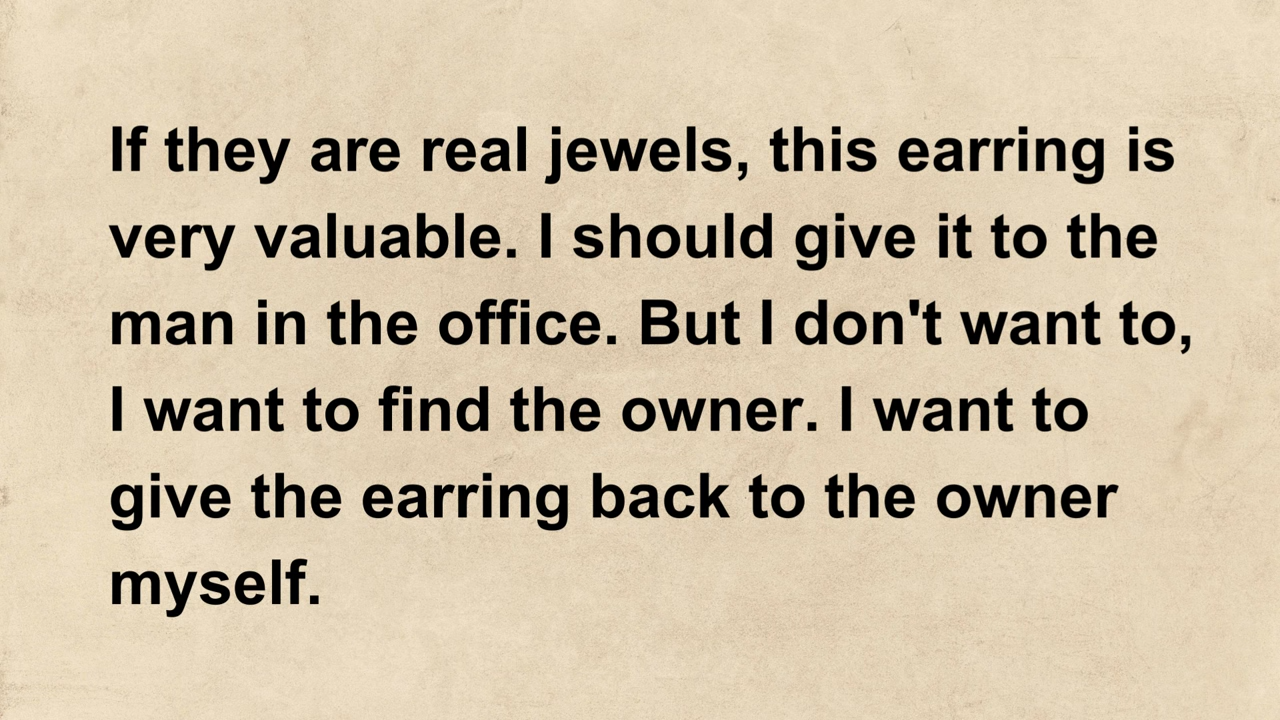 If they are real jewels, this earring is
very valuable. I should give it to the
man in the office. But I don't want to,
I want to find the owner. I want to
give the earring back to the owner
myself.